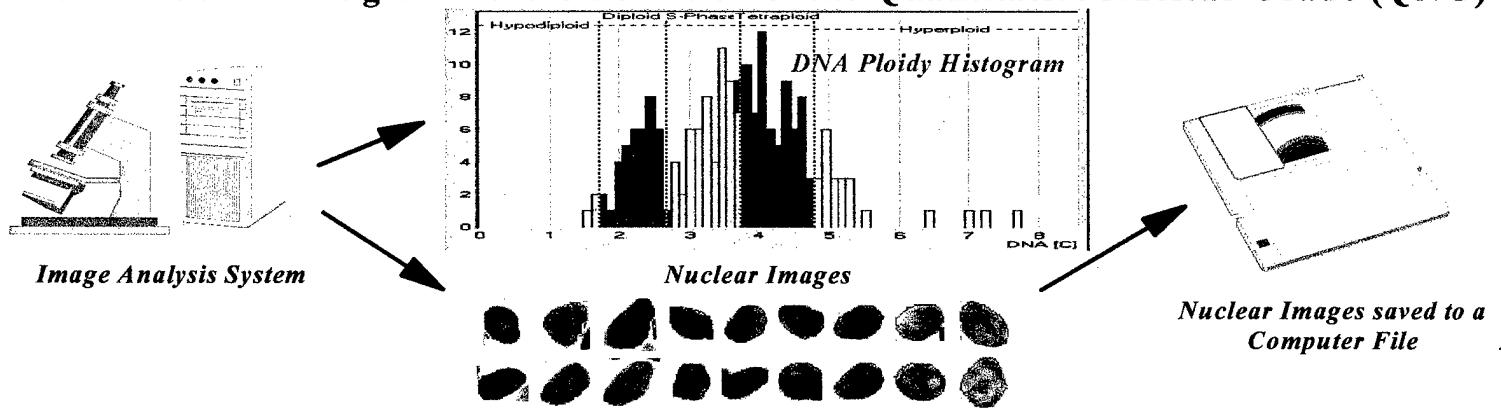 Hypodiploid
Diploid S-Phase Tetraploid
Hyperploid
DNA Ploidy Histogram
12
10
8
6
4
2
0
0 1 2 3 4 5 6 7 8
DNA [C]
Image Analysis System
Nuclear Images
Nuclear Images saved to a
Computer File